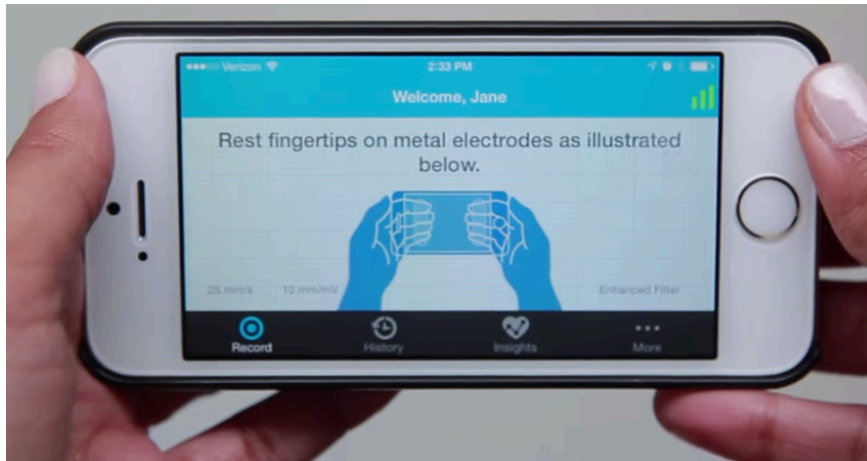 Verizon 2:33 PM
Welcome, Jane
Rest fingertips on metal electrodes as illustrated
below.
25 mm/s 10 mm/mV Enhanced Filter
Record History Insights More